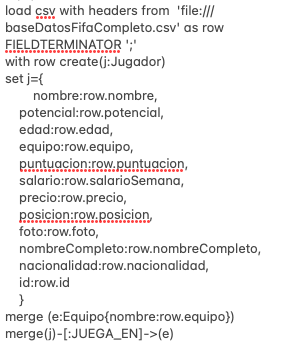 load csv with headers from  'file:///
baseDatosFifaCompleto.csv' as row
FIELDTERMINATOR ';'
with row create(j:Jugador)
set j={
nombre:row.nombre,
potencial:row.potencial,
edad:row.edad,
equipo:row.equipo,
puntuacion:row.puntuacion,
salario:row.salarioSemana,
precio:row.precio,
posicion:row.posicion,
foto:row.foto,
nombreCompleto:row.nombreCompleto,
nacionalidad:row.nacionalidad,
id:row.id
}
merge (e:Equipo{nombre:row.equipo})
merge(j)-[:JUEGA_EN]->(e)